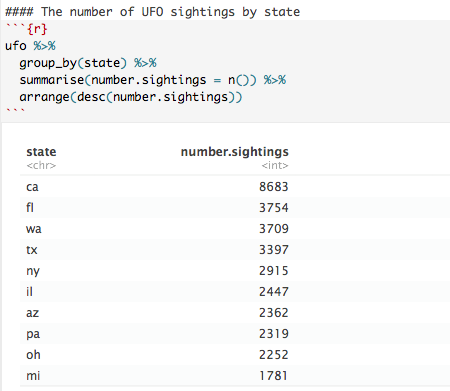 #### The number of UFO sightings by state
```{r}
ufo %>%
  group_by(state) %>%
  summarise(number.sightings = n()) %>%
  arrange(desc(number.sightings))
```
state number.sightings
<chr> <int>
ca 8683
fl 3754
wa 3709
tx 3397
ny 2915
il 2447
az 2362
pa 2319
oh 2252
mi 1781